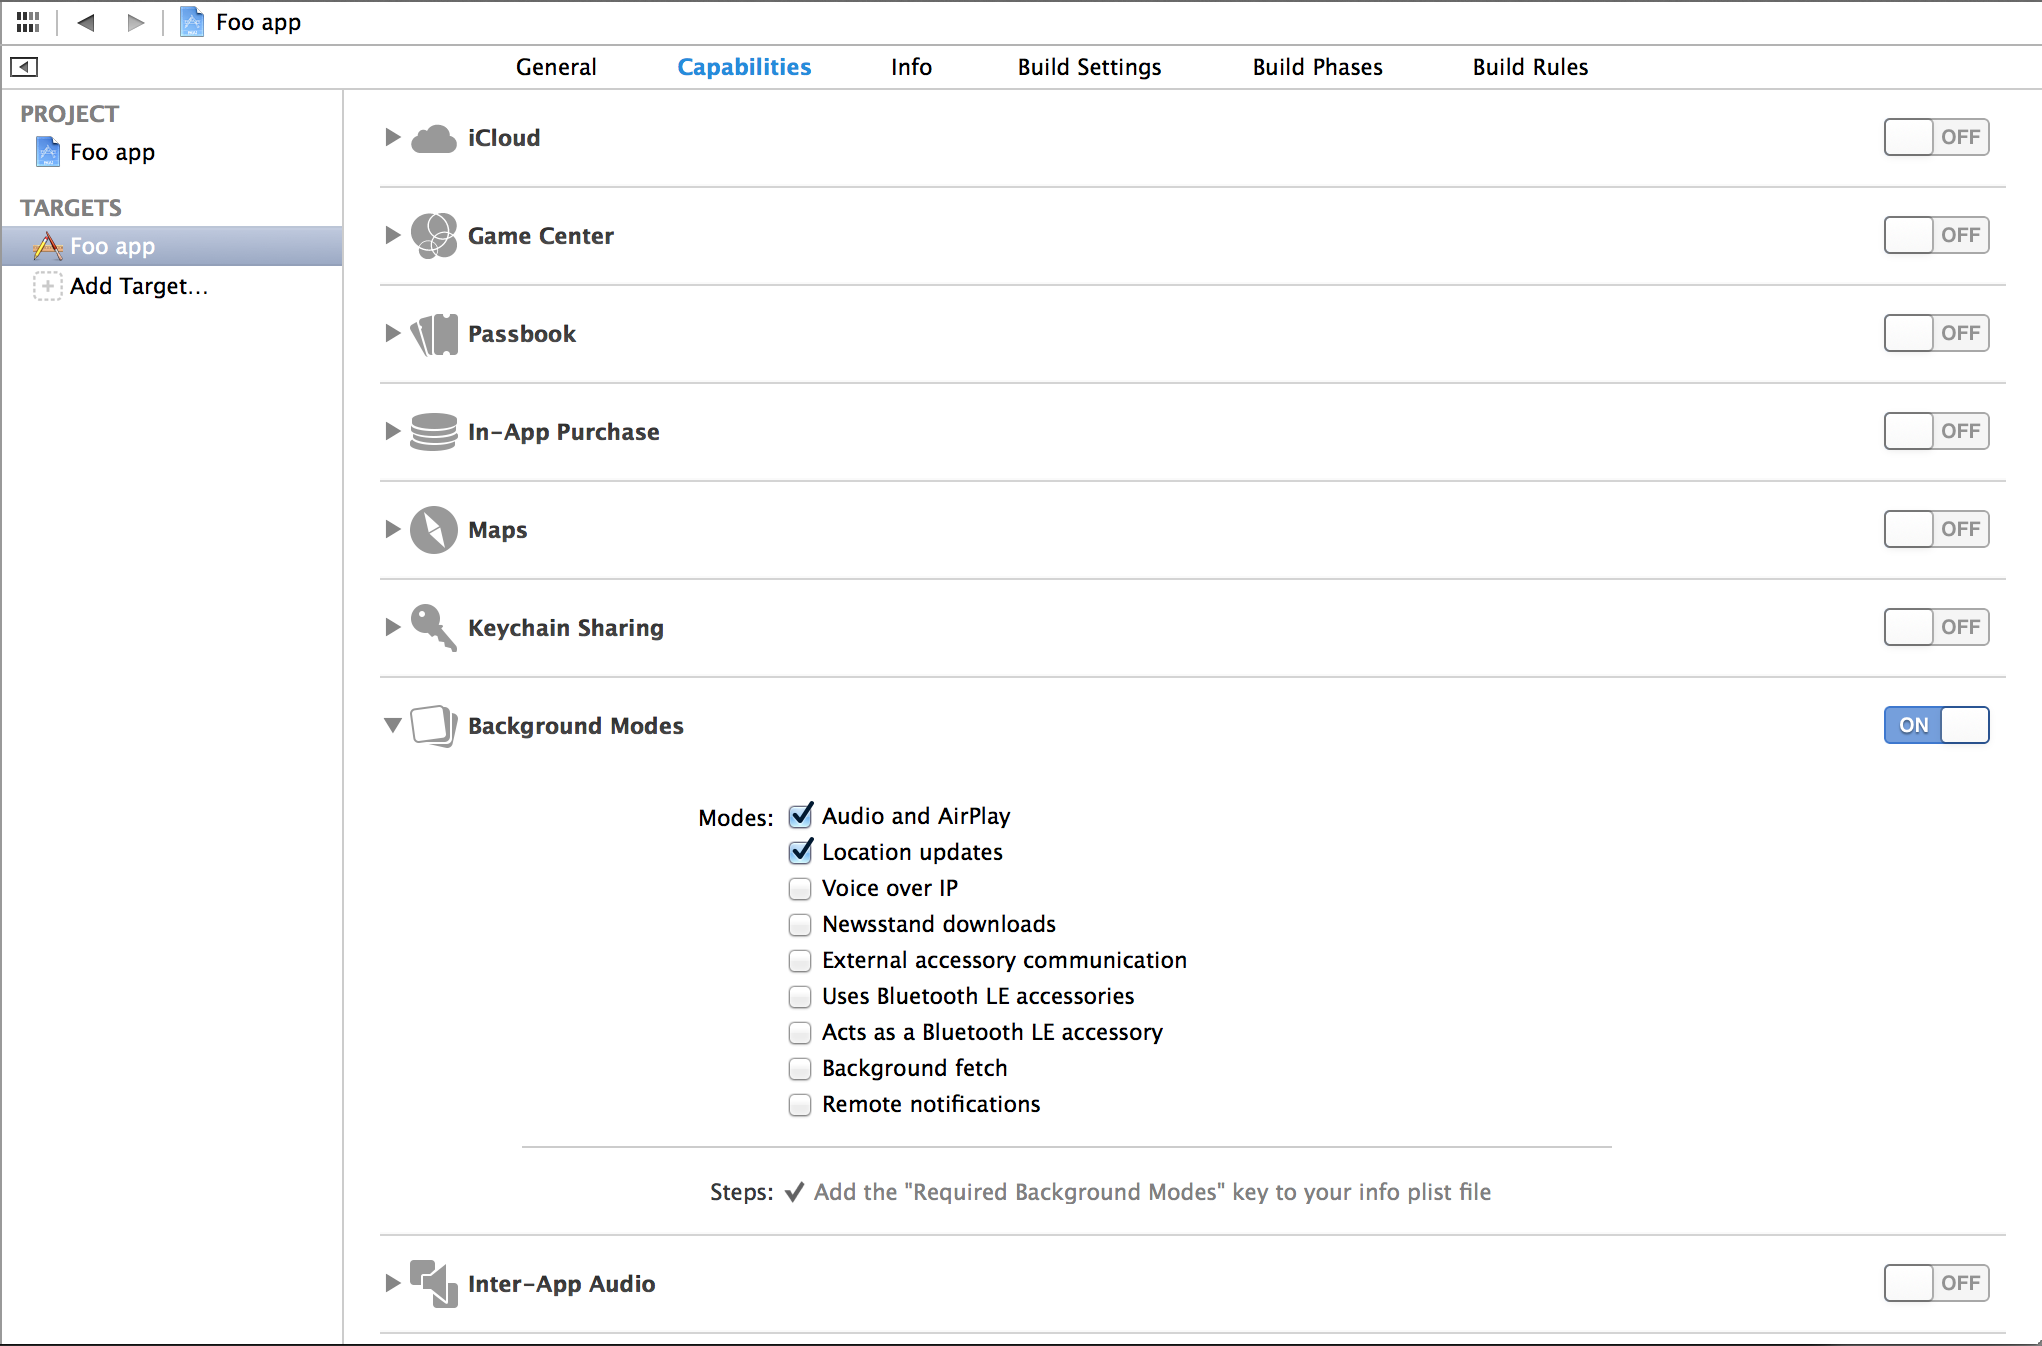 Foo app
General Capabilities Info Build Settings Build Phases Build Rules
PROJECT
Foo app
TARGETS
Foo app
Add Target...
iCloud OFF
Game Center OFF
Passbook OFF
In-App Purchase OFF
Maps OFF
Keychain Sharing OFF
Background Modes ON
Modes: Audio and AirPlay
Location updates
Voice over IP
Newsstand downloads
External accessory communication
Uses Bluetooth LE accessories
Acts as a Bluetooth LE accessory
Background fetch
Remote notifications
Steps: ✓ Add the "Required Background Modes" key to your info plist file
Inter-App Audio OFF